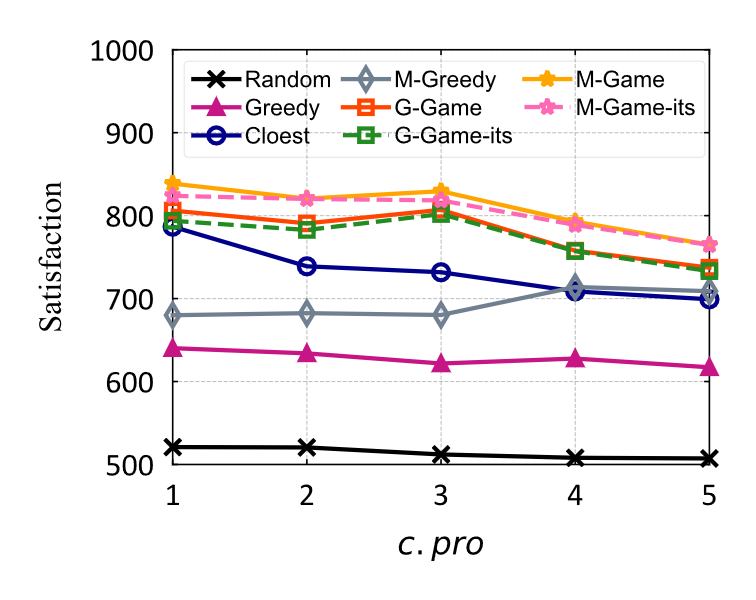 1000
900
800
700
600
500
Satisfaction
Random M-Greedy M-Game
Greedy G-Game M-Game-its
Cloest G-Game-its
1 2 3 4 5
c.pro